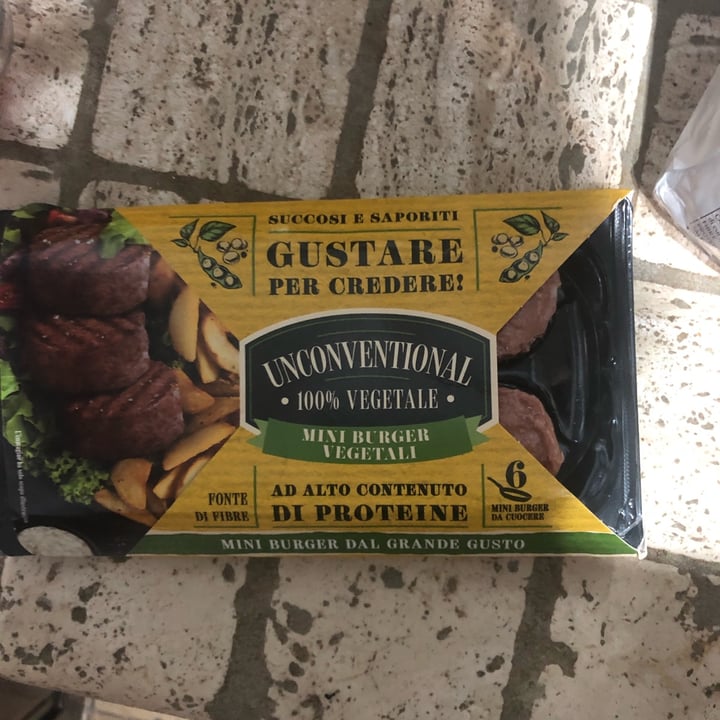 SUCCOSI E SAPORITI
GUSTARE
PER CREDERE!
UNCONVENTIONAL
• 100% VEGETALE •
MINI BURGER
VEGETALI
FONTE
DI FIBRE
AD ALTO CONTENUTO
DI PROTEINE
6
MINI BURGER
DA CUOCERE
MINI BURGER DAL GRANDE GUSTO